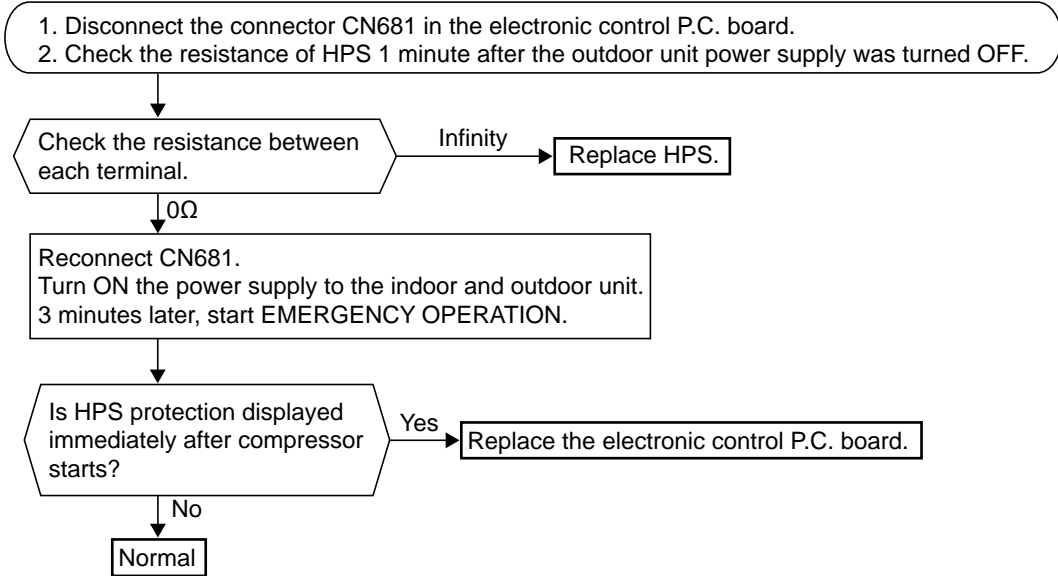 1. Disconnect the connector CN681 in the electronic control P.C. board.
2. Check the resistance of HPS 1 minute after the outdoor unit power supply was turned OFF.
Check the resistance between
each terminal.
Infinity
Replace HPS.
0Ω
Reconnect CN681.
Turn ON the power supply to the indoor and outdoor unit.
3 minutes later, start EMERGENCY OPERATION.
Is HPS protection displayed
immediately after compressor
starts?
Yes
Replace the electronic control P.C. board.
No
Normal